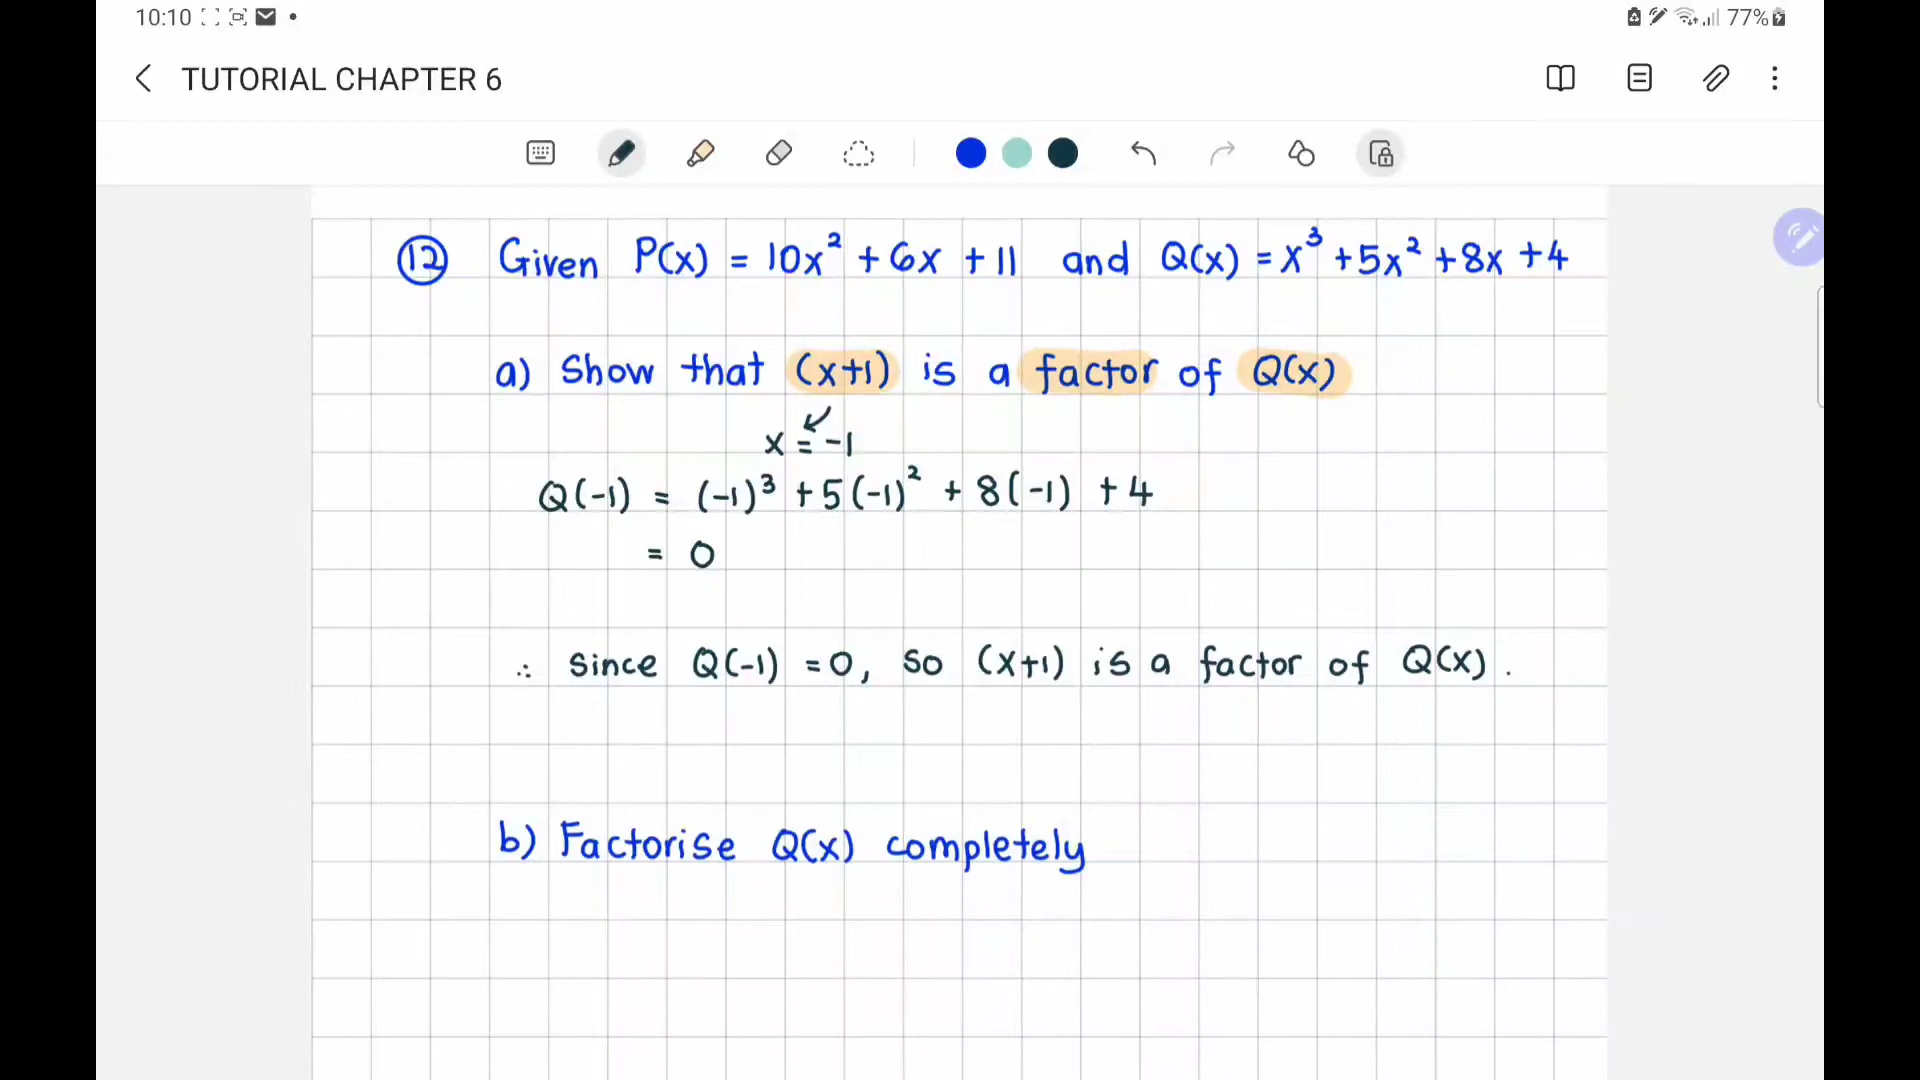 10:10 77%
TUTORIAL CHAPTER 6
⑫ Given P(x) = 10x² + 6x + 11 and Q(x) = x³ + 5x² + 8x + 4
a) Show that (x+1) is a factor of Q(x)
x = -1
Q(-1) = (-1)³ + 5(-1)² + 8(-1) + 4
= 0
∴ Since Q(-1) = 0, so (x+1) is a factor of Q(x).
b) Factorise Q(x) completely